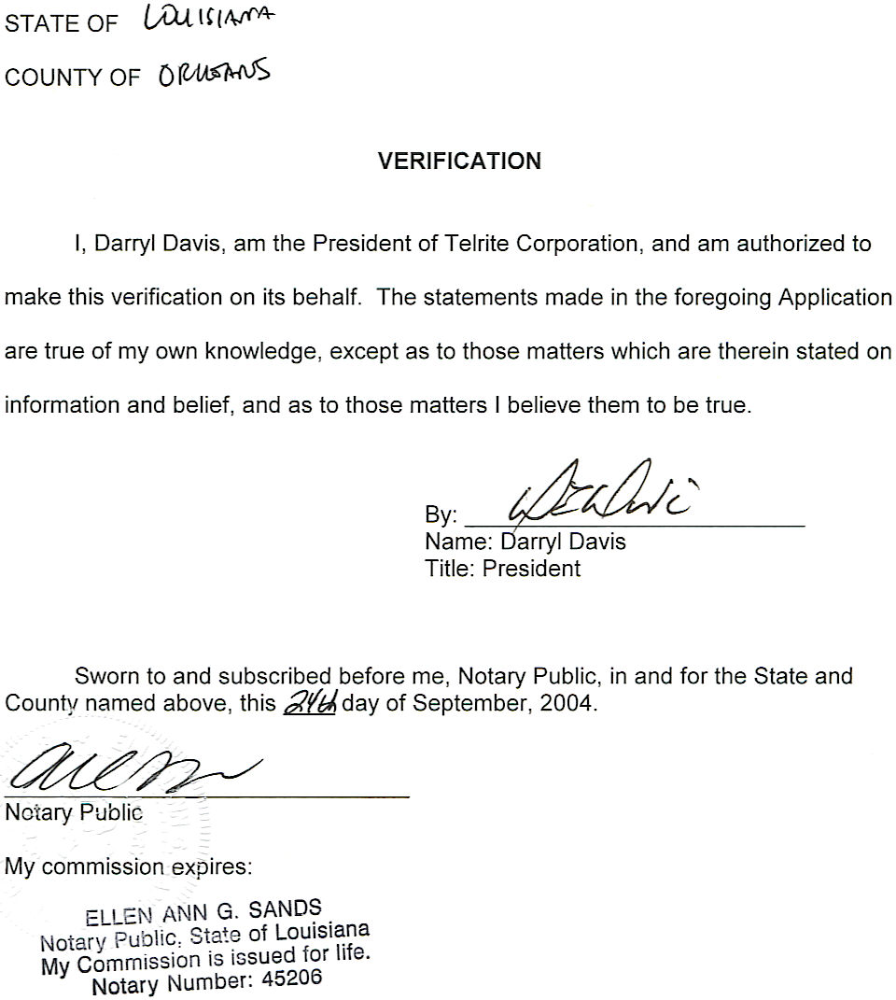 STATE OF LOUISIANA
COUNTY OF ORLEANS
VERIFICATION
I, Darryl Davis, am the President of Telrite Corporation, and am authorized to
make this verification on its behalf. The statements made in the foregoing Application
are true of my own knowledge, except as to those matters which are therein stated on
information and belief, and as to those matters I believe them to be true.
By:
Name: Darryl Davis
Title: President
Sworn to and subscribed before me, Notary Public, in and for the State and
County named above, this 24th day of September, 2004.
Notary Public
My commission expires:
ELLEN ANN G. SANDS
Notary Public, State of Louisiana
My Commission is issued for life.
Notary Number: 45206